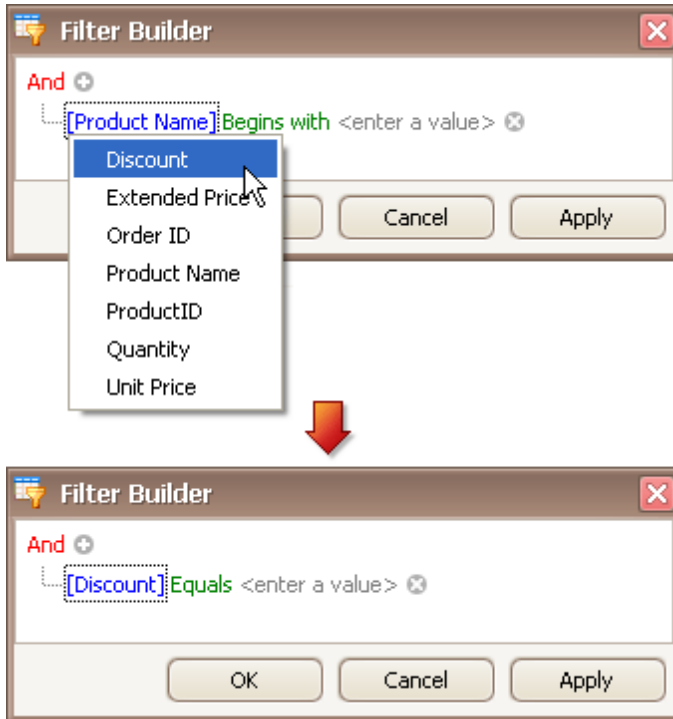 Filter Builder
And
[Product Name] Begins with <enter a value>
Discount
Extended Price
Order ID
Product Name
ProductID
Quantity
Unit Price
Cancel
Apply
Filter Builder
And
[Discount] Equals <enter a value>
OK
Cancel
Apply